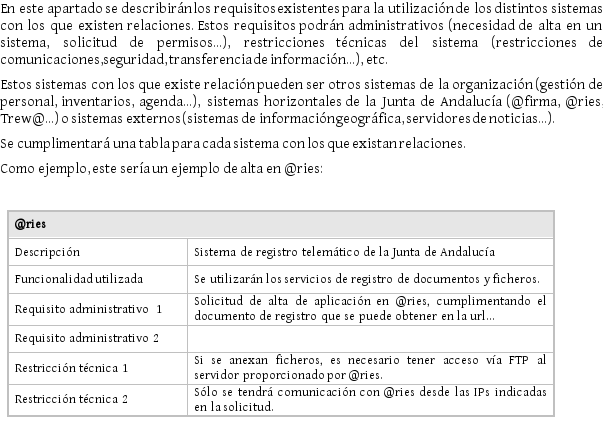 En este apartado se describirán los requisitos existentes para la utilización de los distintos sistemas
con los que existen relaciones. Estos requisitos podrán administrativos (necesidad de alta en un
sistema, solicitud de permisos...), restricciones técnicas del sistema (restricciones de
comunicaciones,seguridad,transferencia de información...), etc.
Estos sistemas con los que existe relación pueden ser otros sistemas de la organización (gestión de
personal, inventarios, agenda...), sistemas horizontales de la Junta de Andalucía (@firma, @ries,
Trew@...) o sistemas externos (sistemas de información geográfica, servidores de noticias...).
Se cumplimentará una tabla para cada sistema con los que existan relaciones.
Como ejemplo, este sería un ejemplo de alta en @ries:
@ries
Descripción
Sistema de registro telemático de la Junta de Andalucía
Funcionalidad utilizada
Se utilizarán los servicios de registro de documentos y ficheros.
Requisito administrativo 1
Solicitud de alta de aplicación en @ries, cumplimentando el
documento de registro que se puede obtener en la url...
Requisito administrativo 2
Restricción técnica 1
Si se anexan ficheros, es necesario tener acceso vía FTP al
servidor proporcionado por @ries.
Restricción técnica 2
Sólo se tendrá comunicación con @ries desde las IPs indicadas
en la solicitud.